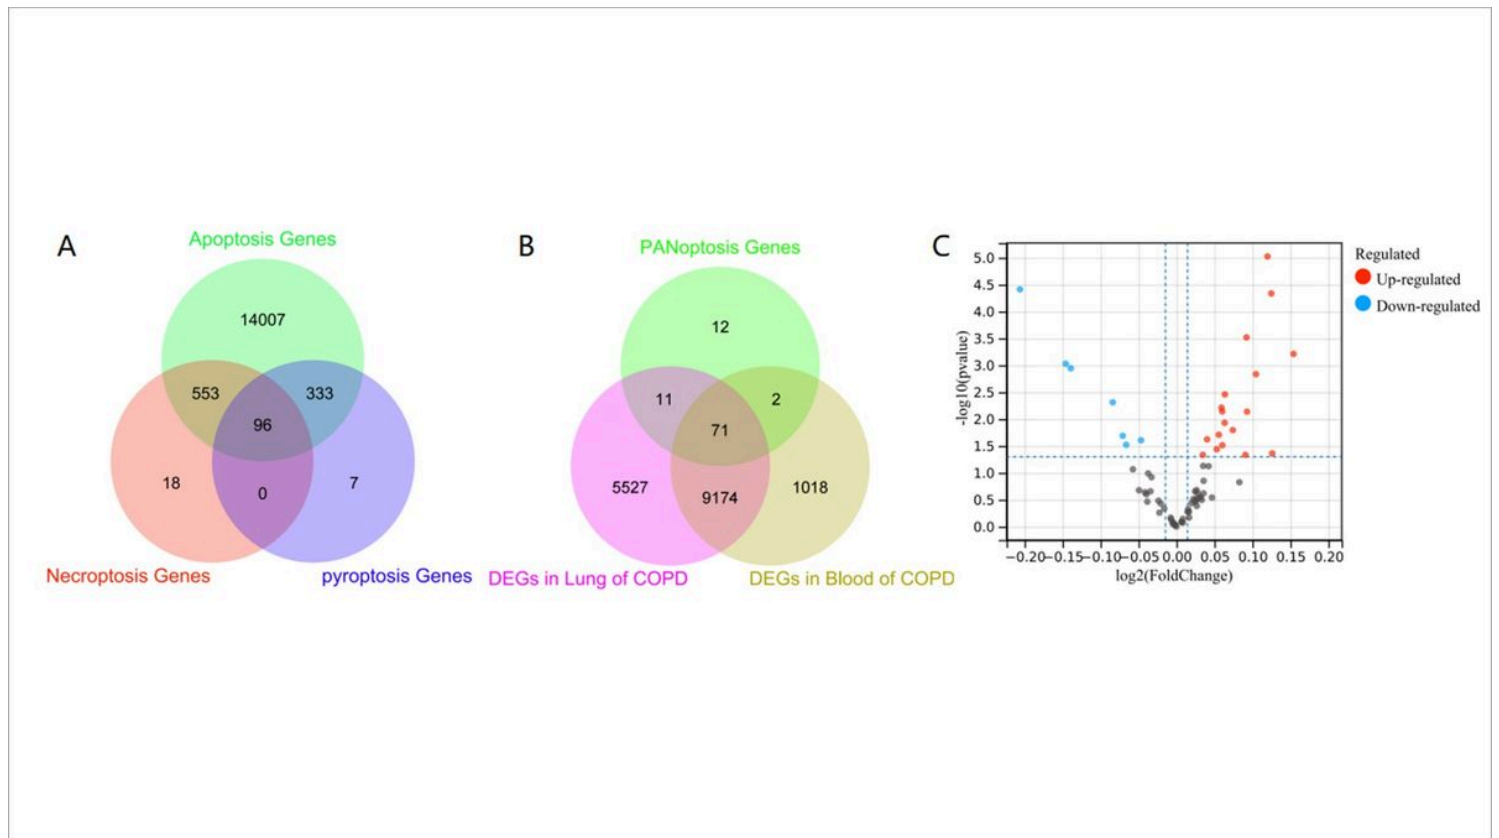 A
Apoptosis Genes
14007
553
333
96
18
0
7
Necroptosis Genes
pyroptosis Genes
B
PANoptosis Genes
12
11
2
71
5527
9174
1018
DEGs in Lung of COPD
DEGs in Blood of COPD
C
-log10(pvalue)
5.0
4.5
4.0
3.5
3.0
2.5
2.0
1.5
1.0
0.5
0.0
−0.20 −0.15 −0.10 −0.05 0.00 0.05 0.10 0.15 0.20
log2(FoldChange)
Regulated
Up-regulated
Down-regulated